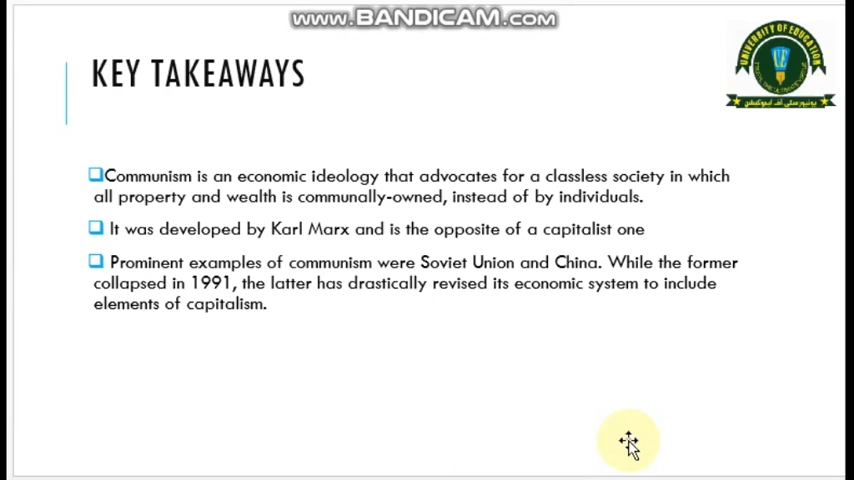 www.BANDICAM.com
UNIVERSITY OF EDUCATION
یونیورسٹی آف ایجوکیشن
KEY TAKEAWAYS
Communism is an economic ideology that advocates for a classless society in which
all property and wealth is communally-owned, instead of by individuals.
It was developed by Karl Marx and is the opposite of a capitalist one
Prominent examples of communism were Soviet Union and China. While the former
collapsed in 1991, the latter has drastically revised its economic system to include
elements of capitalism.